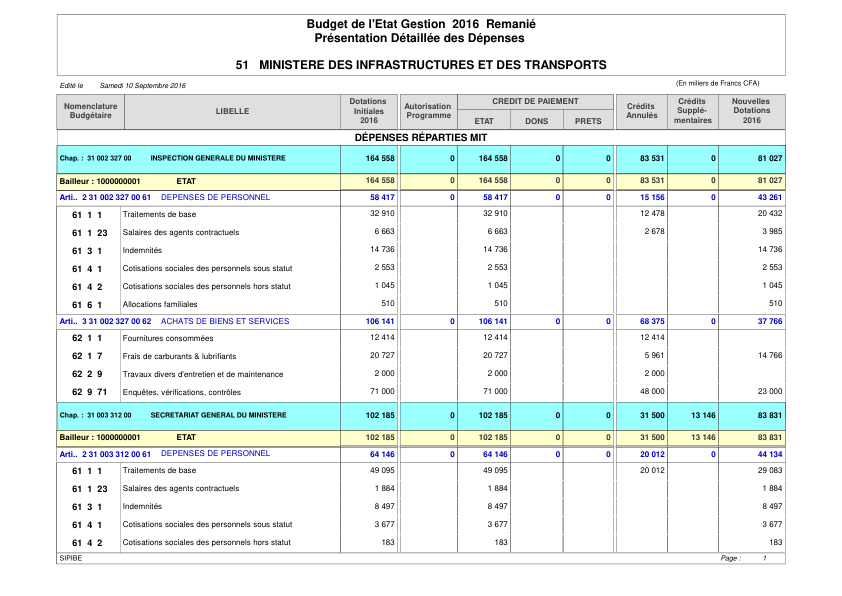 Budget de l'Etat Gestion 2016 Remanié
Présentation Détaillée des Dépenses
51 MINISTERE DES INFRASTRUCTURES ET DES TRANSPORTS
Edité le Samedi 10 Septembre 2016 (En miliers de Francs CFA)
Nomenclature Budgétaire LIBELLE Dotations Initiales 2016 Autorisation Programme CREDIT DE PAIEMENT ETAT DONS PRETS Crédits Annulés Crédits Supplé-mentaires Nouvelles Dotations 2016
DÉPENSES RÉPARTIES MIT
Chap. : 31 002 327 00 INSPECTION GENERALE DU MINISTERE 164 558 0 164 558 0 0 83 531 0 81 027
Bailleur : 1000000001 ETAT 164 558 0 164 558 0 0 83 531 0 81 027
Arti.. 2 31 002 327 00 61 DEPENSES DE PERSONNEL 58 417 0 58 417 0 0 15 156 0 43 261
61 1 1 Traitements de base 32 910 32 910 12 478 20 432
61 1 23 Salaires des agents contractuels 6 663 6 663 2 678 3 985
61 3 1 Indemnités 14 736 14 736 14 736
61 4 1 Cotisations sociales des personnels sous statut 2 553 2 553 2 553
61 4 2 Cotisations sociales des personnels hors statut 1 045 1 045 1 045
61 6 1 Allocations familiales 510 510 510
Arti.. 3 31 002 327 00 62 ACHATS DE BIENS ET SERVICES 106 141 0 106 141 0 0 68 375 0 37 766
62 1 1 Fournitures consommées 12 414 12 414 12 414
62 1 7 Frais de carburants & lubrifiants 20 727 20 727 5 961 14 766
62 2 9 Travaux divers d'entretien et de maintenance 2 000 2 000 2 000
62 9 71 Enquêtes, vérifications, contrôles 71 000 71 000 48 000 23 000
Chap. : 31 003 312 00 SECRETARIAT GENERAL DU MINISTERE 102 185 0 102 185 0 0 31 500 13 146 83 831
Bailleur : 1000000001 ETAT 102 185 0 102 185 0 0 31 500 13 146 83 831
Arti.. 2 31 003 312 00 61 DEPENSES DE PERSONNEL 64 146 0 64 146 0 0 20 012 0 44 134
61 1 1 Traitements de base 49 095 49 095 20 012 29 083
61 1 23 Salaires des agents contractuels 1 884 1 884 1 884
61 3 1 Indemnités 8 497 8 497 8 497
61 4 1 Cotisations sociales des personnels sous statut 3 677 3 677 3 677
61 4 2 Cotisations sociales des personnels hors statut 183 183 183
SIPIBE Page : 1